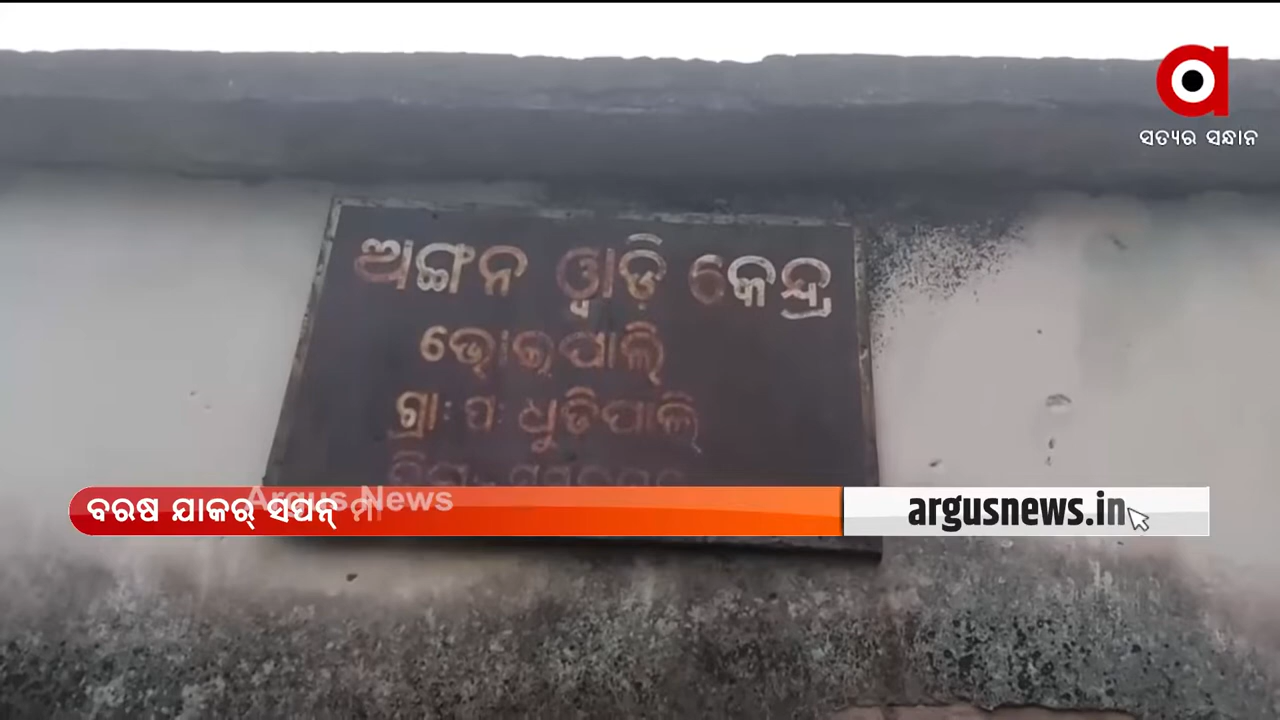 ସତ୍ୟର ସନ୍ଧାନ
ଅଙ୍ଗନ ୱାଡ଼ି କେନ୍ଦ୍ର
ଭୋଇପାଲି
ଗ୍ରାଃ ପଃ ଧୁଡିପାଲି
Argus News
ବରଷ ଯାକର୍ ସପନ୍
argusnews.in